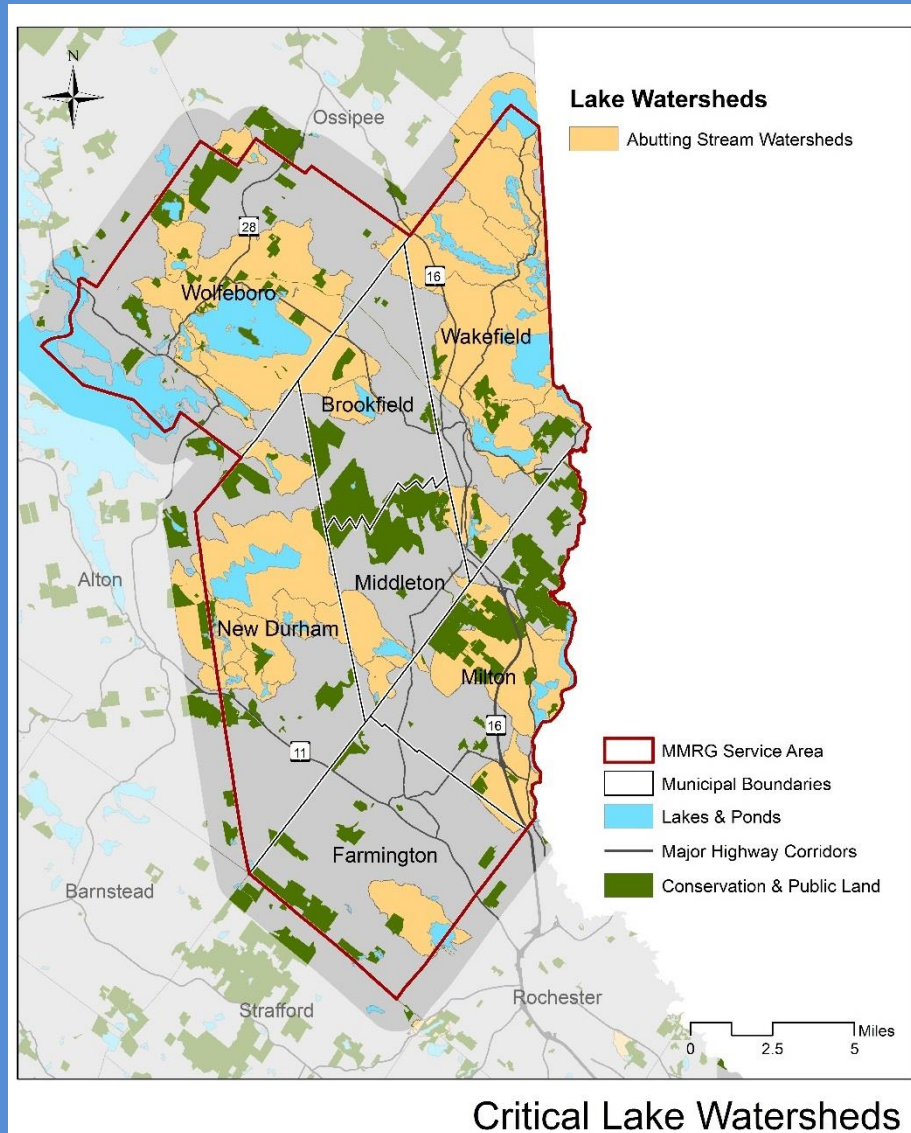 N
Ossipee
Lake Watersheds
Abutting Stream Watersheds
28
16
Wolfeboro
Wakefield
Brookfield
Alton
Middleton
New Durham
Milton
16
11
MMRG Service Area
Municipal Boundaries
Lakes & Ponds
Major Highway Corridors
Conservation & Public Land
Farmington
Barnstead
Strafford
Rochester
Miles
0 2.5 5
Critical Lake Watersheds